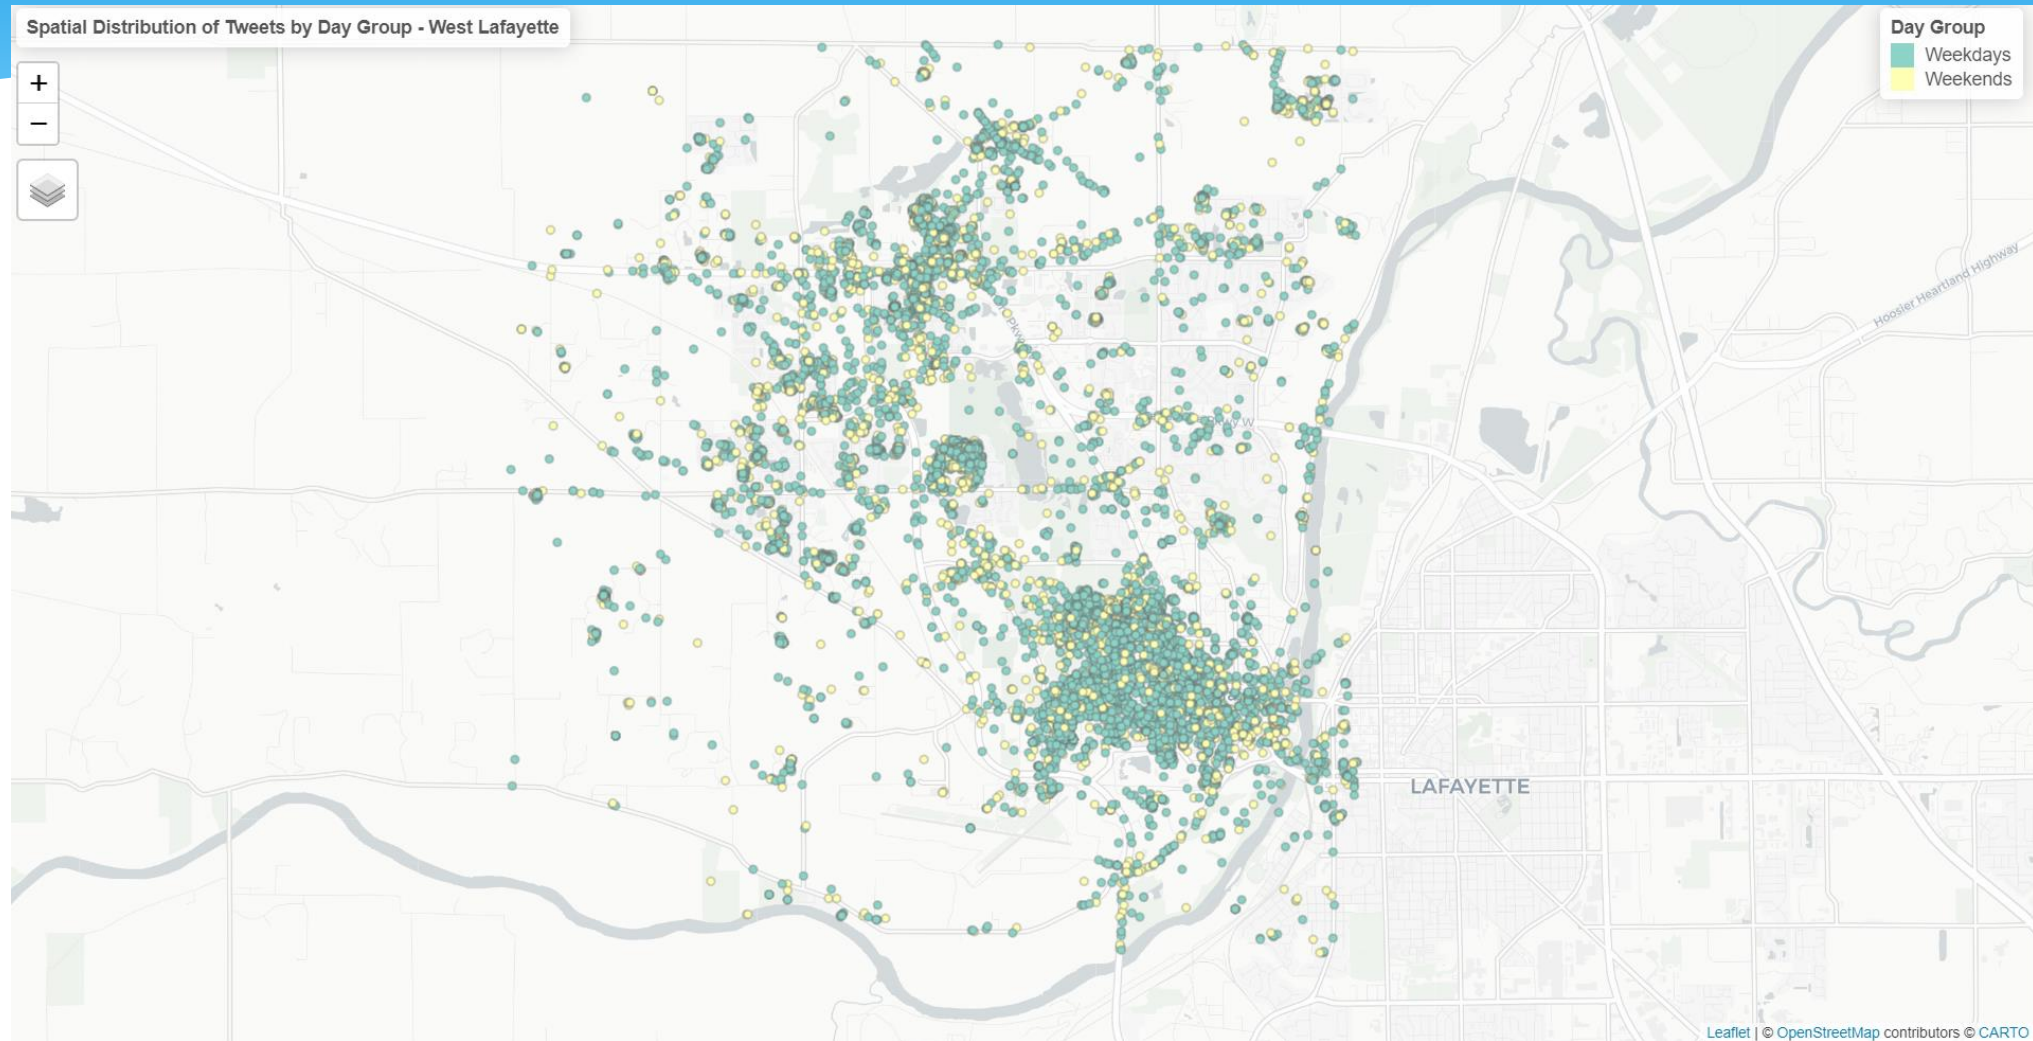 Spatial Distribution of Tweets by Day Group - West Lafayette
Day Group
Weekdays
Weekends
+
−
Hoosier Heartland Highway
Pkwy
W
LAFAYETTE
Leaflet | © OpenStreetMap contributors © CARTO